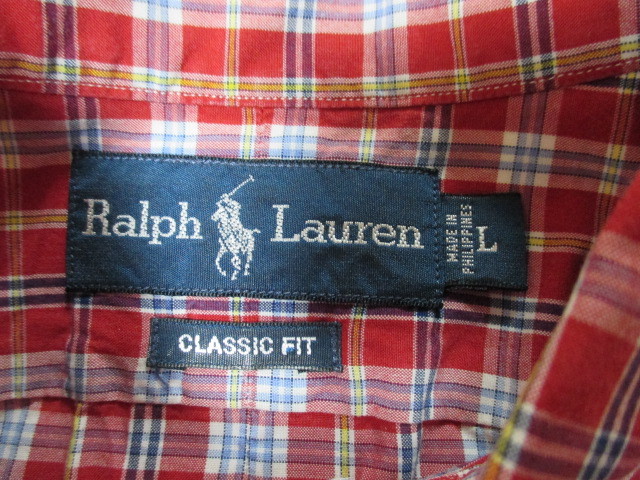 Ralph Lauren
MADE IN
PHILIPPINES
L
CLASSIC FIT